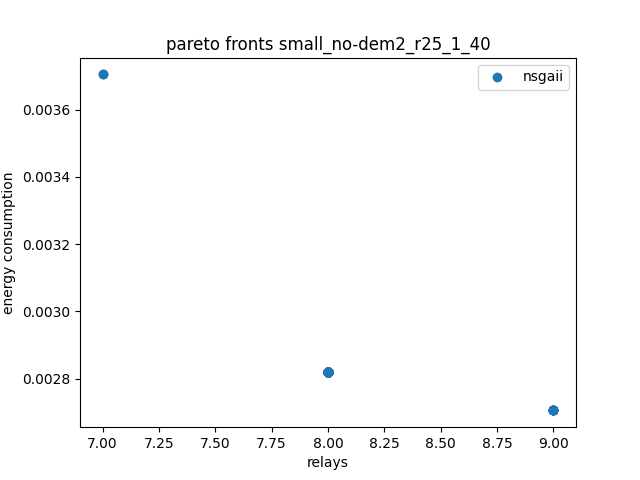 pareto fronts small_no-dem2_r25_1_40
nsgaii
0.0036
0.0034
0.0032
0.0030
0.0028
energy consumption
7.00 7.25 7.50 7.75 8.00 8.25 8.50 8.75 9.00
relays